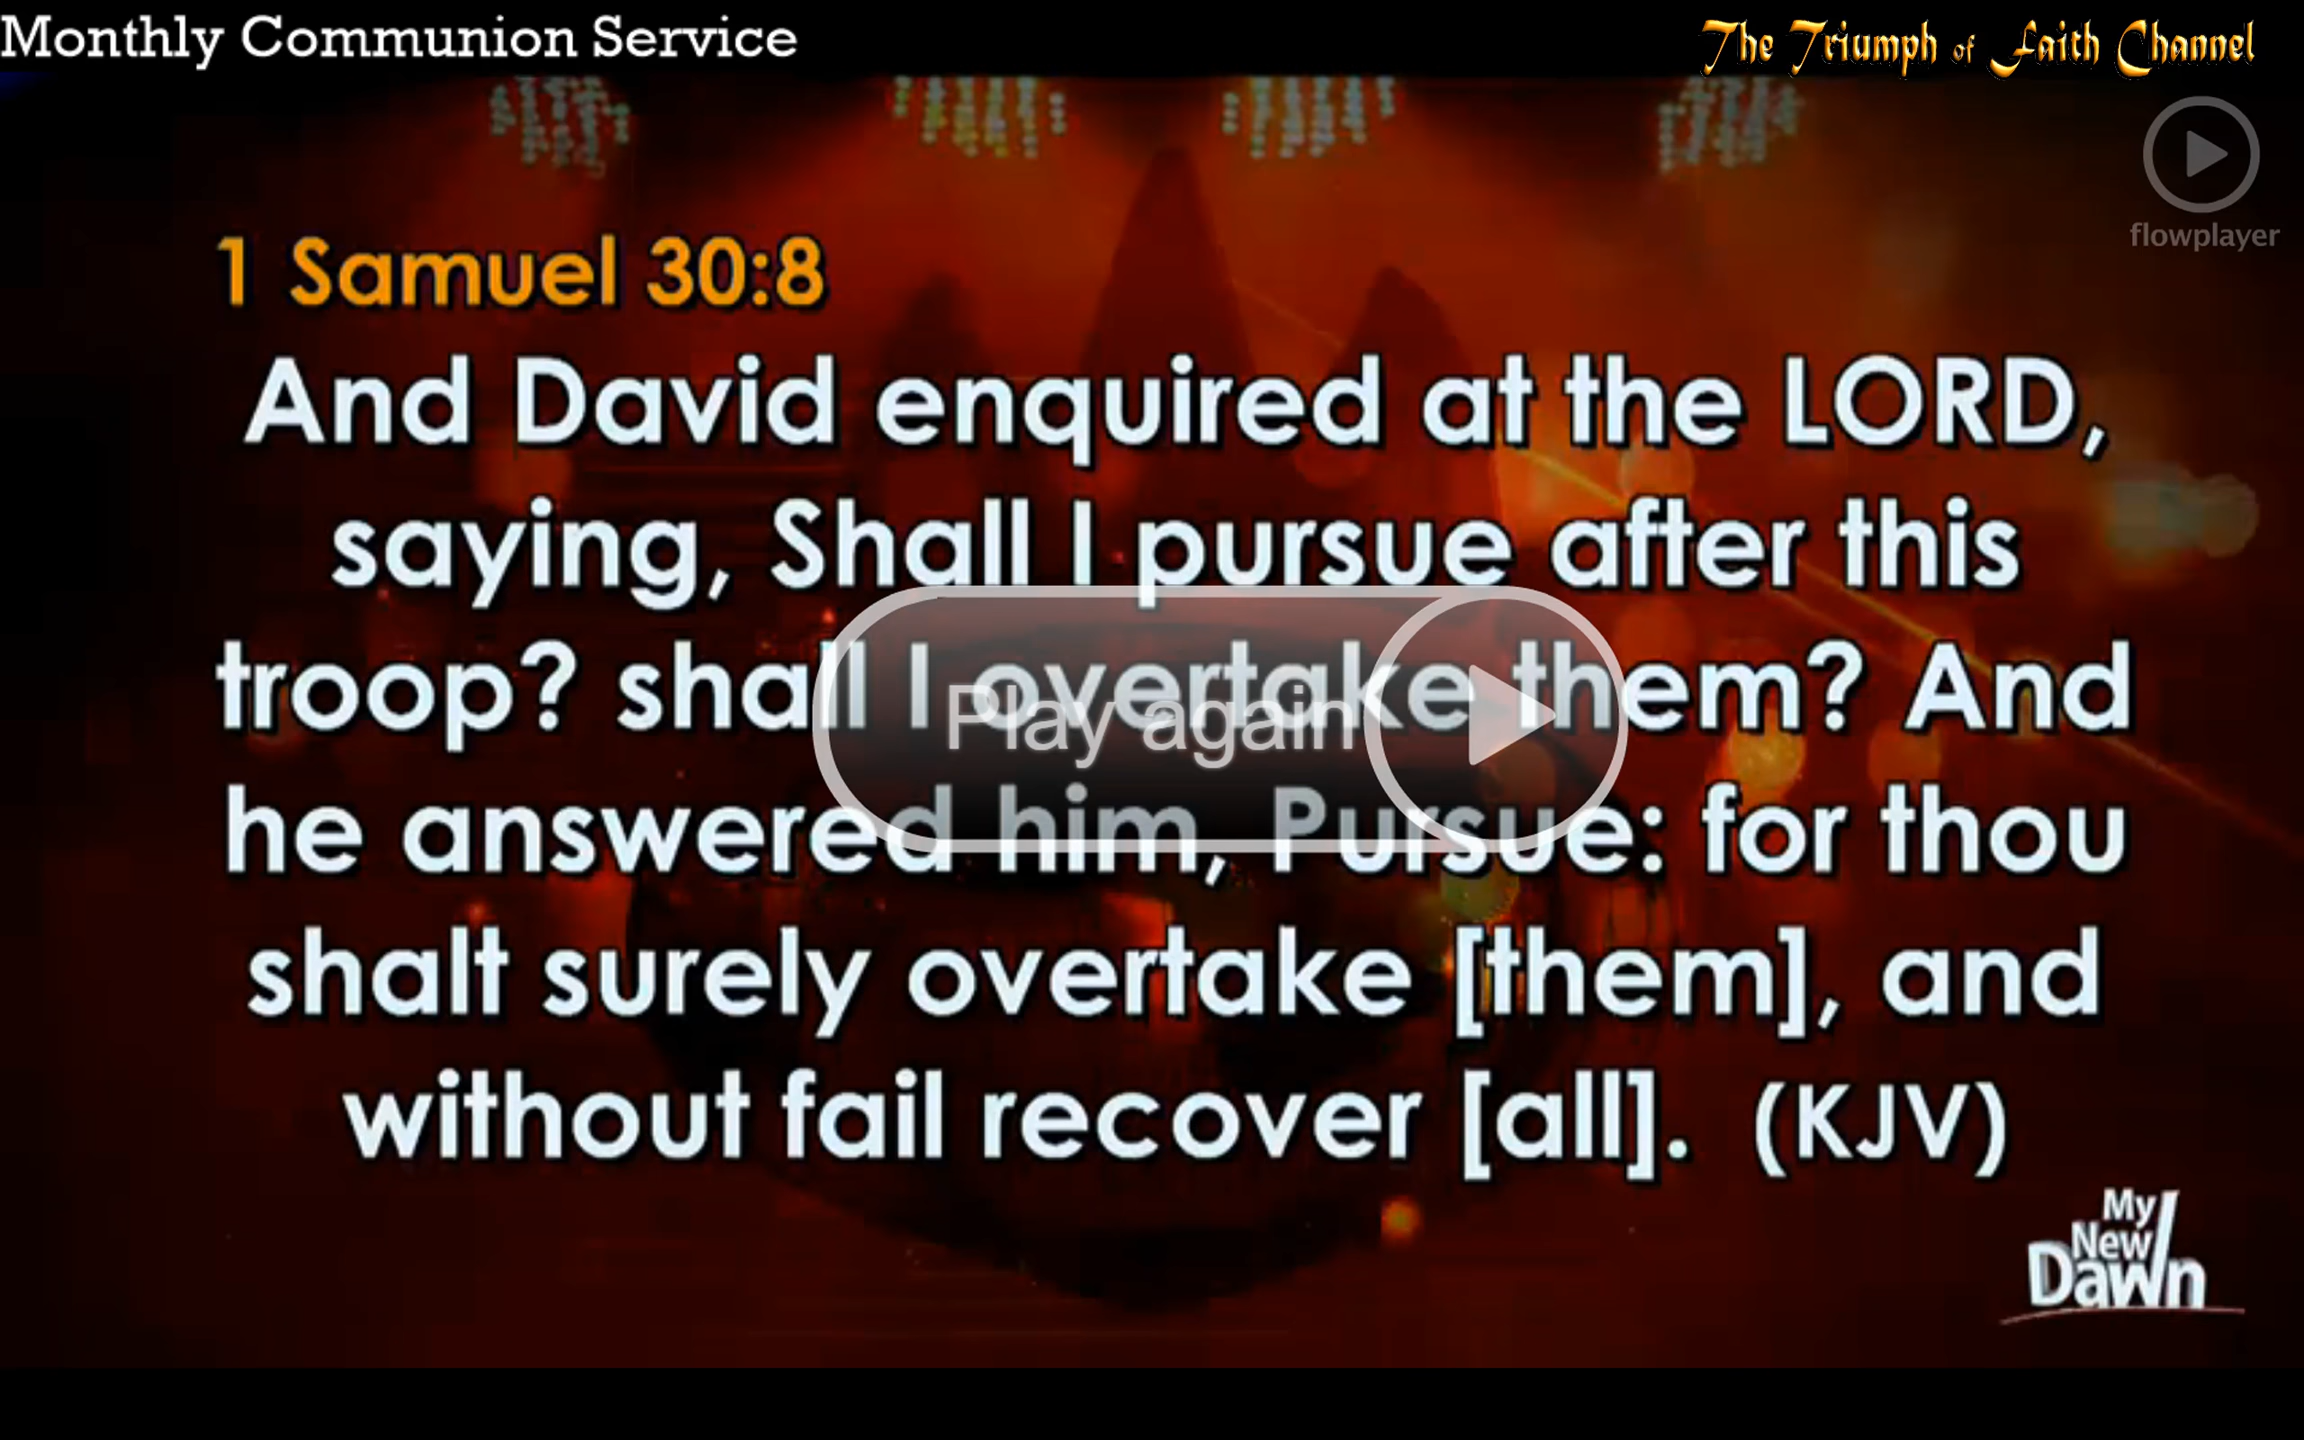 Monthly Communion Service
The Triumph of Faith Channel
flowplayer
1 Samuel 30:8
And David enquired at the LORD,
saying, Shall I pursue after this
troop? shall I overtake them? And
Play again
he answered him, Pursue: for thou
shalt surely overtake [them], and
without fail recover [all]. (KJV)
My
New
Dawn